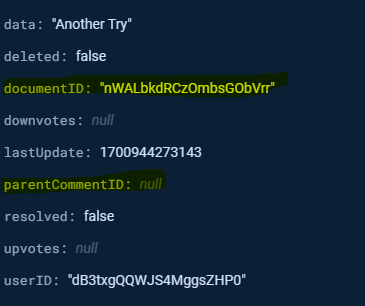 data: "Another Try"
deleted: false
documentID: "nWALbkdRCzOmbsGObVrr"
downvotes: null
lastUpdate: 1700944273143
parentCommentID: null
resolved: false
upvotes: null
userID: "dB3txgQQWJS4MggsZHP0"